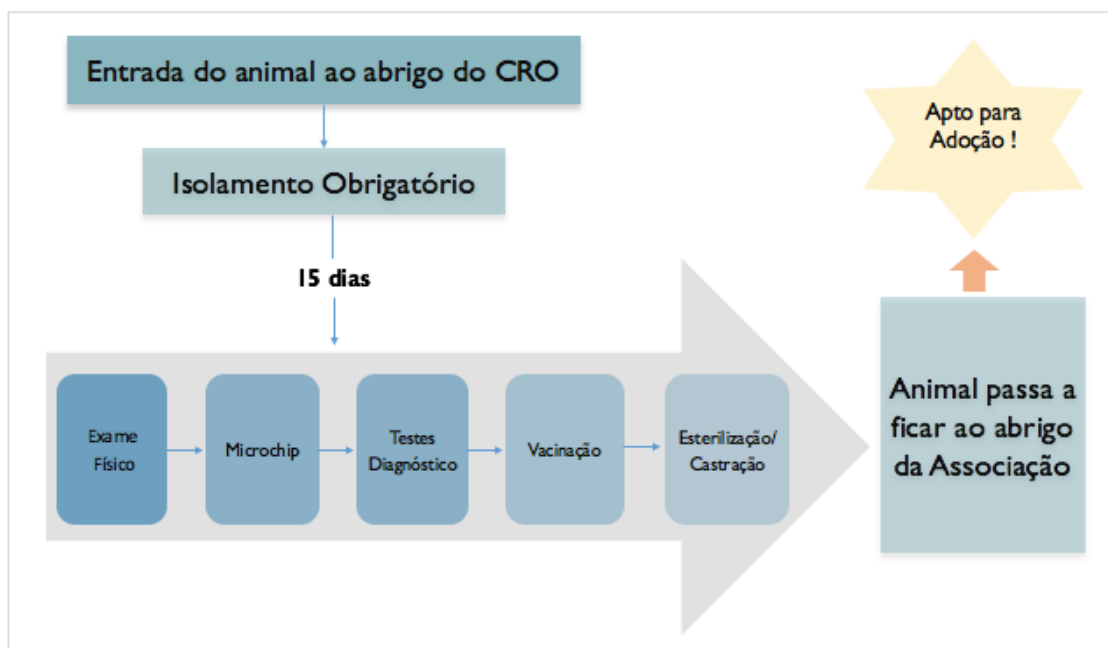 Entrada do animal ao abrigo do CRO
Isolamento Obrigatório
15 dias
Exame
Físico
Microchip
Testes
Diagnóstico
Vacinação
Esterilização/
Castração
Animal passa a
ficar ao abrigo
da Associação
Apto para
Adoção !